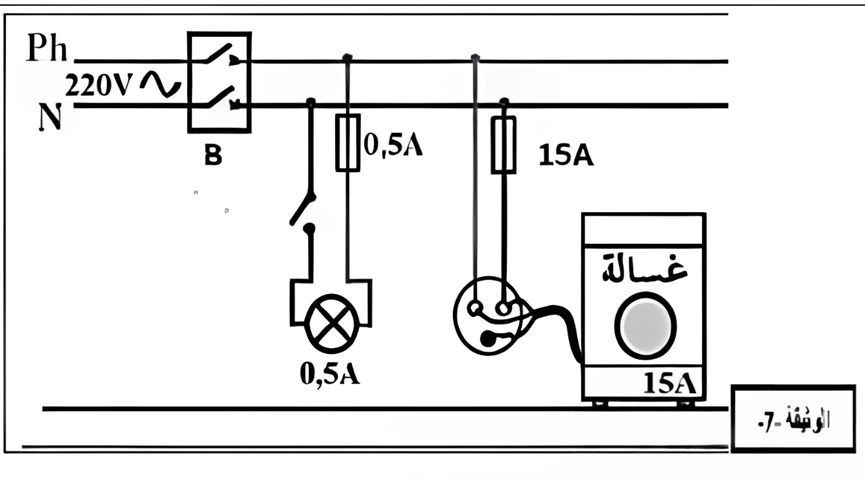 Ph
220V
N
B
0,5A
15A
غسالة
0,5A
15A
الوثيقة -7-